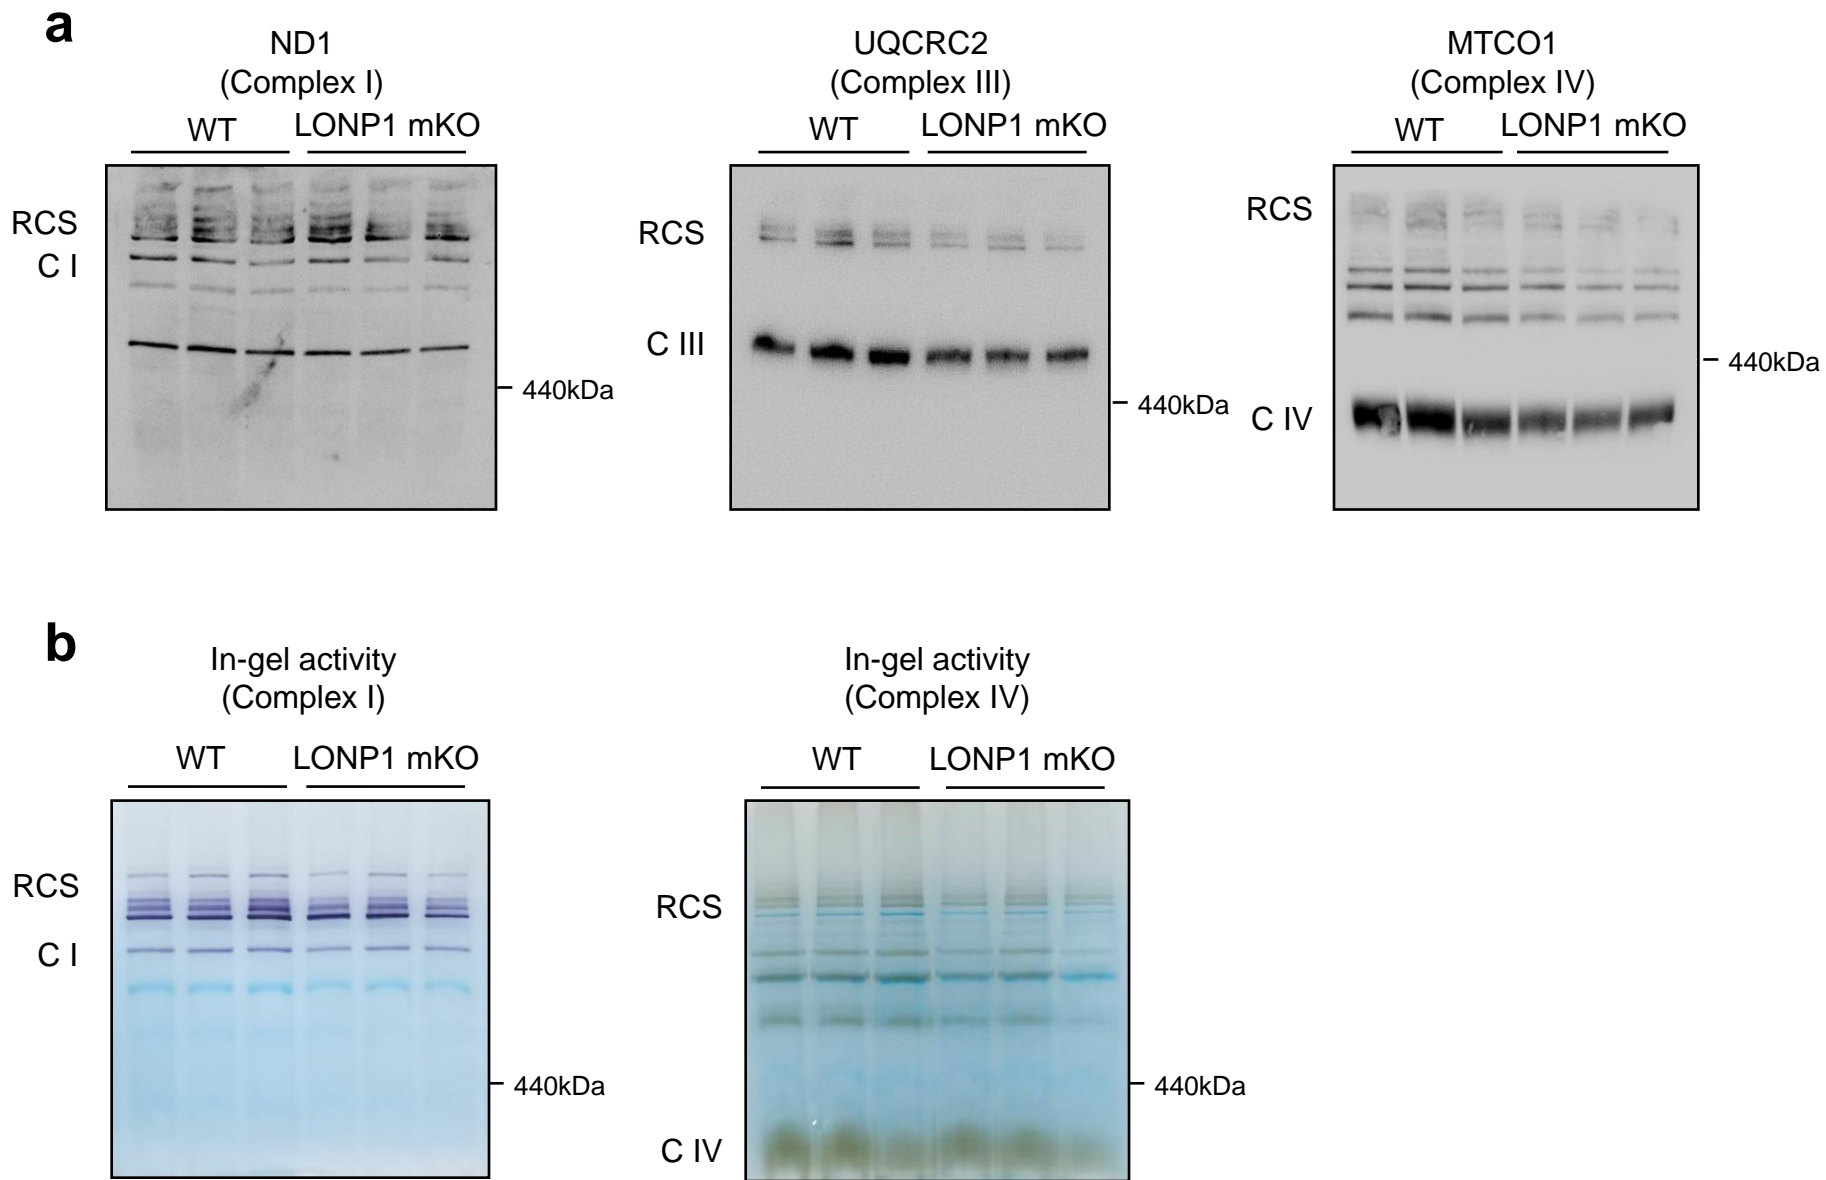 a
ND1
(Complex I)
WT LONP1 mKO
RCS
C I
440kDa
UQCRC2
(Complex III)
WT LONP1 mKO
RCS
C III
440kDa
MTCO1
(Complex IV)
WT LONP1 mKO
RCS
C IV
440kDa
b
In-gel activity
(Complex I)
WT LONP1 mKO
RCS
C I
440kDa
In-gel activity
(Complex IV)
WT LONP1 mKO
RCS
C IV
440kDa